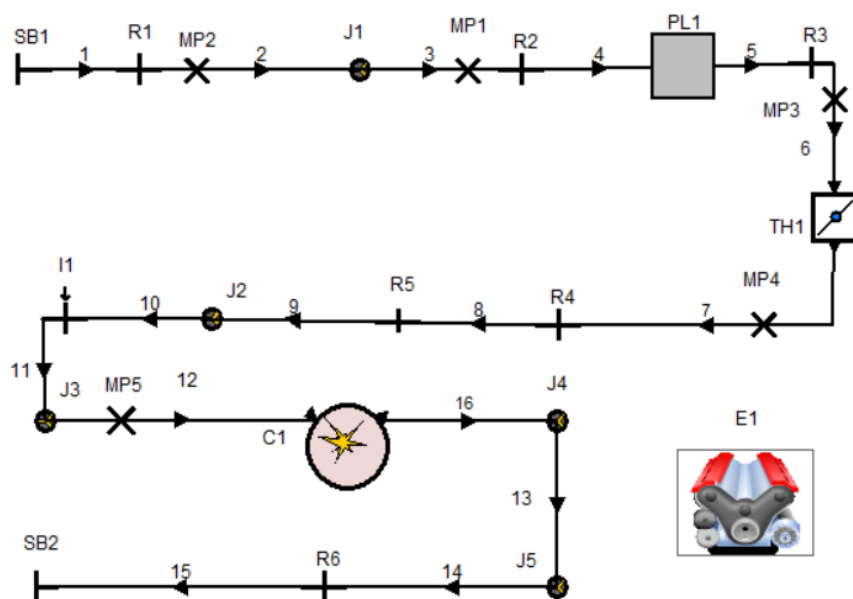 SB1 1 R1 MP2 2 J1 3 MP1 R2 4 PL1 5 R3
MP3
6
TH1
I1 10 J2 9 R5 8 R4 7 MP4
11 J3 MP5 12 C1 16 J4 E1
13
SB2 15 R6 14 J5